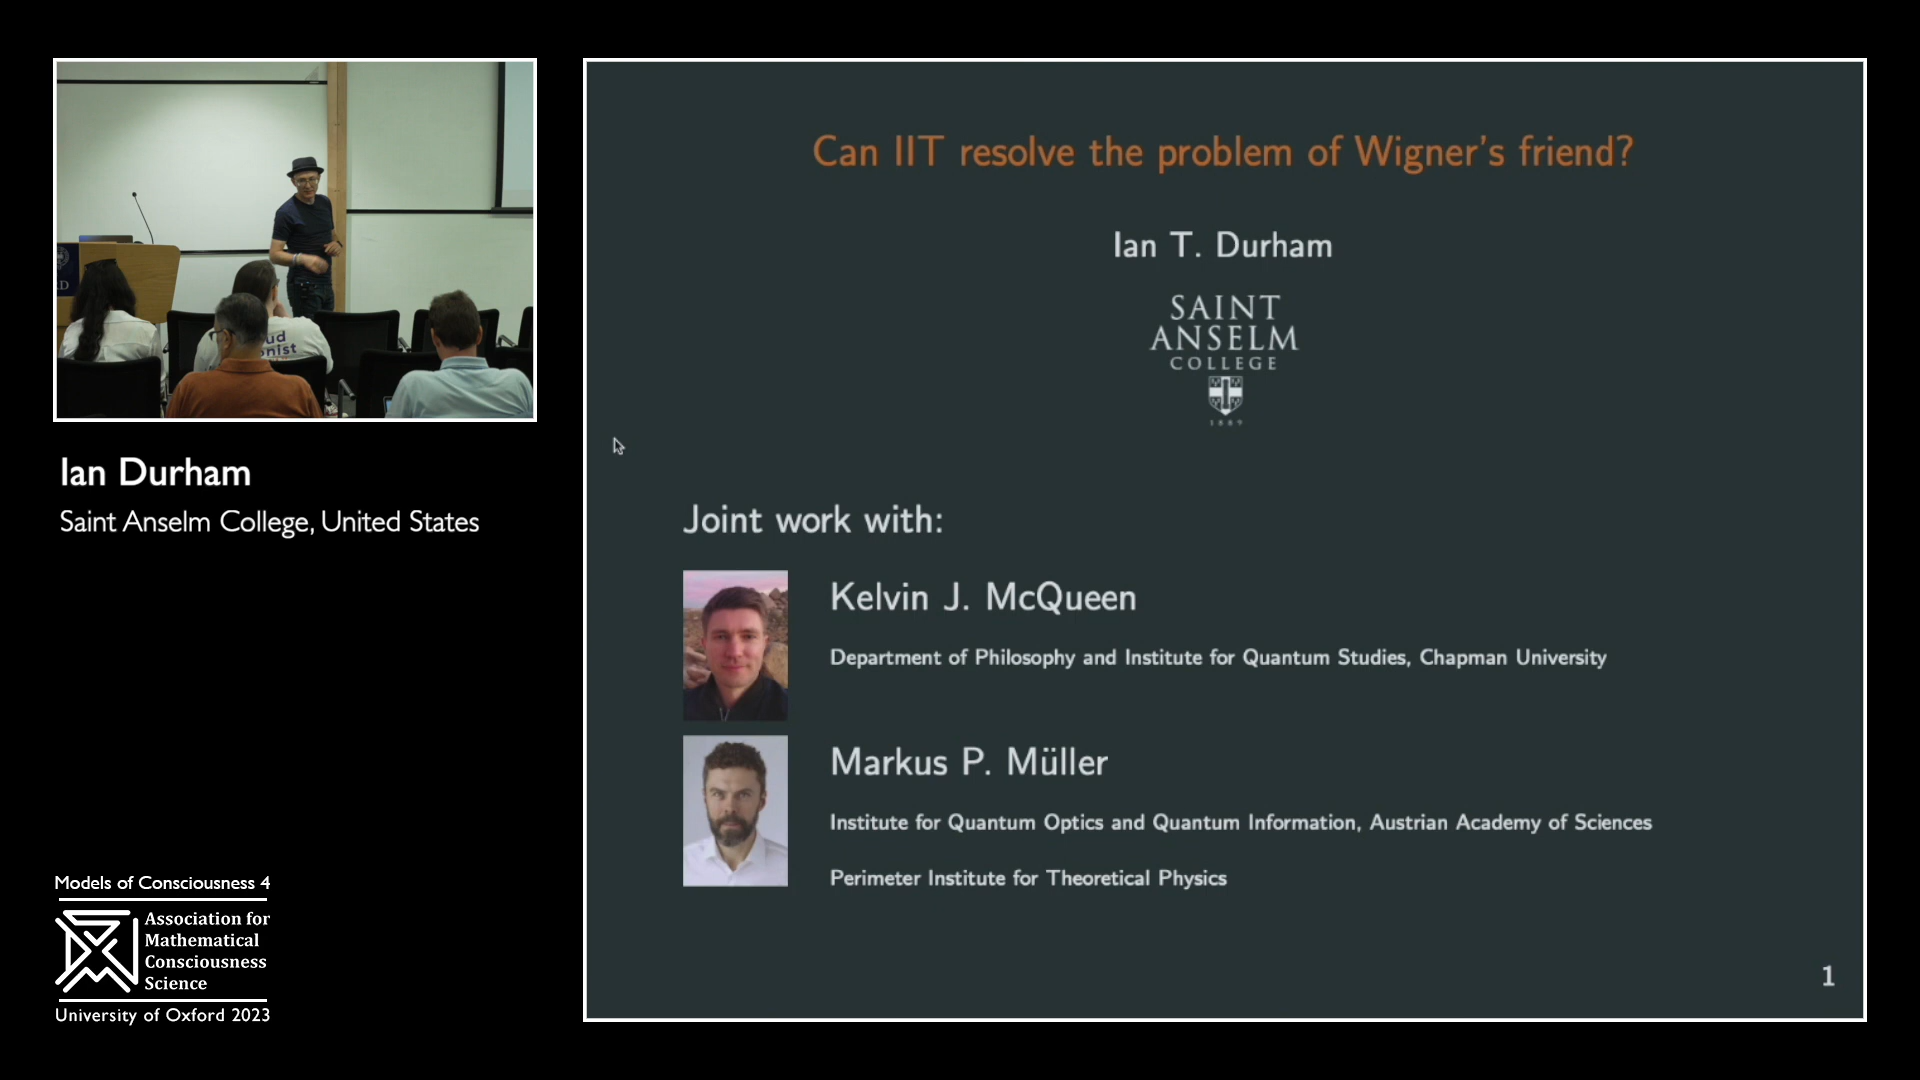 Can IIT resolve the problem of Wigner's friend?
Ian T. Durham
SAINT
ANSELM
COLLEGE
1889
Joint work with:
Kelvin J. McQueen
Department of Philosophy and Institute for Quantum Studies, Chapman University
Markus P. Müller
Institute for Quantum Optics and Quantum Information, Austrian Academy of Sciences
Perimeter Institute for Theoretical Physics
1
Ian Durham
Saint Anselm College, United States
Models of Consciousness 4
Association for
Mathematical
Consciousness
Science
University of Oxford 2023